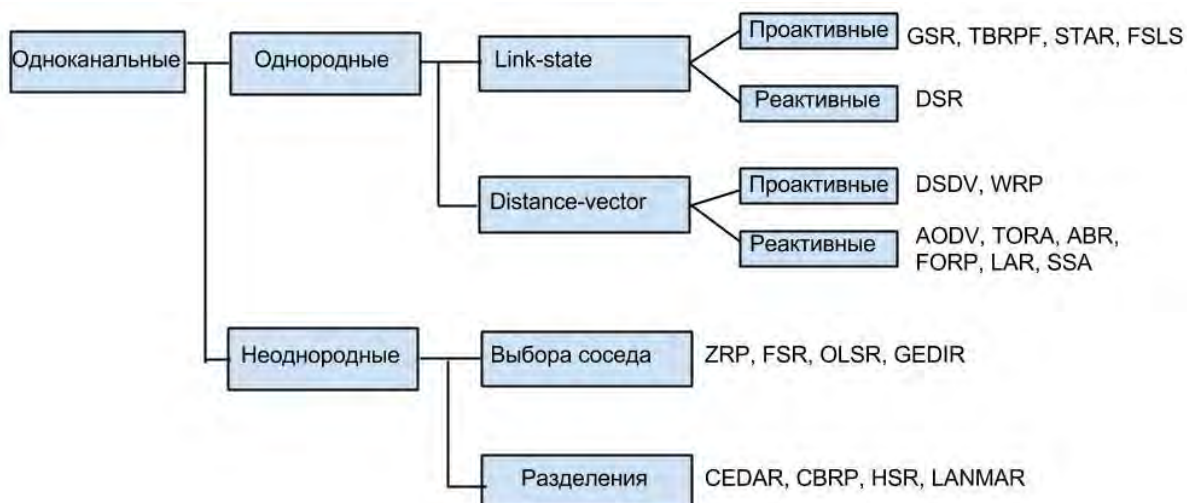 Проактивные
GSR, TBRPF, STAR, FSLS
Одноканальные
Однородные
Link-state
Реактивные
DSR
Проактивные
DSDV, WRP
Distance-vector
Реактивные
AODV, TORA, ABR,
FORP, LAR, SSA
Неоднородные
Выбора соседа
ZRP, FSR, OLSR, GEDIR
Разделения
CEDAR, CBRP, HSR, LANMAR